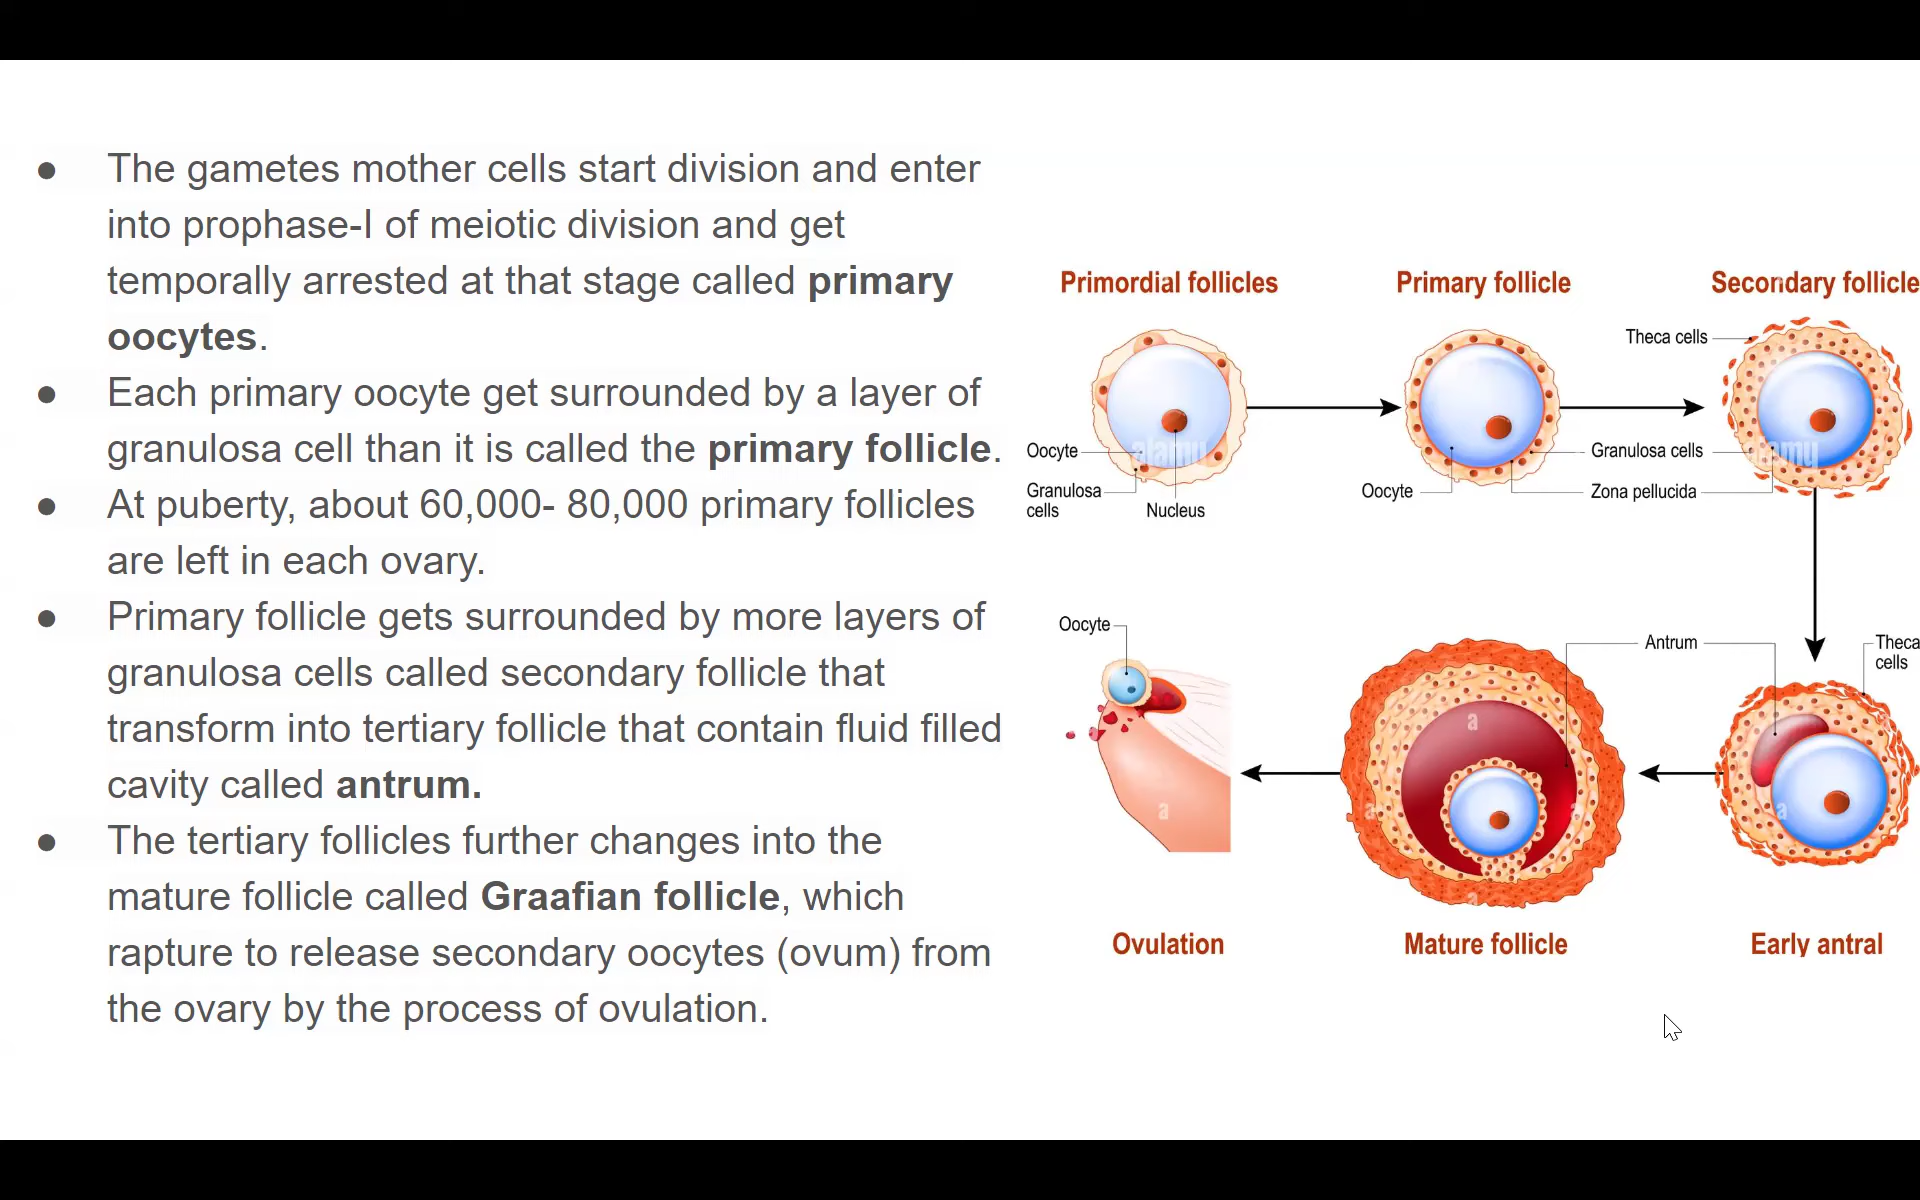 ● The gametes mother cells start division and enter
into prophase-I of meiotic division and get
temporally arrested at that stage called primary
oocytes.
● Each primary oocyte get surrounded by a layer of
granulosa cell than it is called the primary follicle.
● At puberty, about 60,000- 80,000 primary follicles
are left in each ovary.
● Primary follicle gets surrounded by more layers of
granulosa cells called secondary follicle that
transform into tertiary follicle that contain fluid filled
cavity called antrum.
● The tertiary follicles further changes into the
mature follicle called Graafian follicle, which
rapture to release secondary oocytes (ovum) from
the ovary by the process of ovulation.
Primordial follicles
Primary follicle
Secondary follicle
Theca cells
Oocyte
Granulosa
cells
Nucleus
alamy
Oocyte
Granulosa cells
Zona pellucida
alamy
Oocyte
Antrum
Theca
cells
a
a
a
a
a
a
a
Ovulation
Mature follicle
Early antral